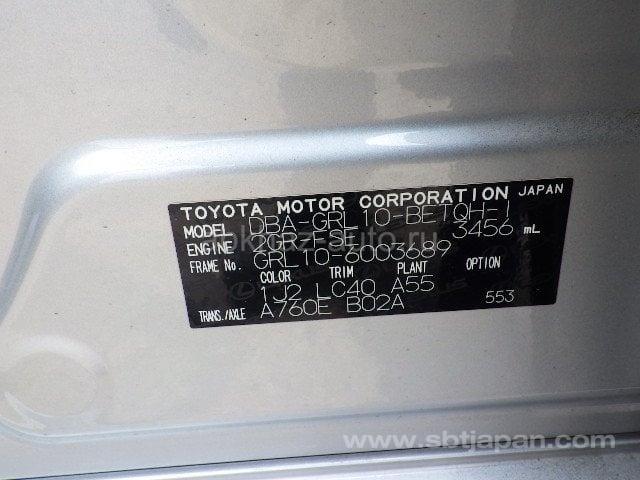 TOYOTA MOTOR CORPORATION JAPAN
MODEL DBA-GRL10-BETQH-1
ENGINE 2GR-FSE 3456 mL
FRAME No. GRL10-6003689
COLOR TRIM PLANT OPTION
1J2 LC40 A55
TRANS./AXLE A760E B02A 553
www.sbtjapan.com